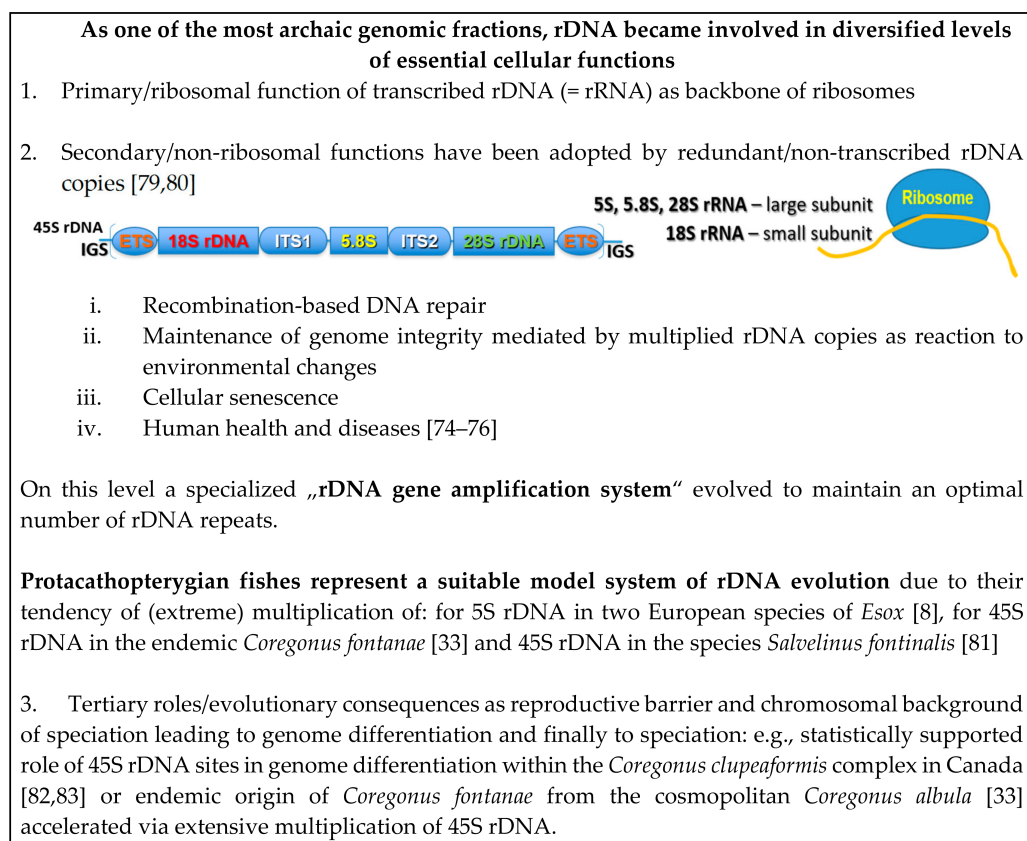 As one of the most archaic genomic fractions, rDNA became involved in diversified levels
of essential cellular functions
1. Primary/ribosomal function of transcribed rDNA (= rRNA) as backbone of ribosomes
2. Secondary/non-ribosomal functions have been adopted by redundant/non-transcribed rDNA
copies [79,80]
5S, 5.8S, 28S rRNA – large subunit
18S rRNA – small subunit
Ribosome
45S rDNA
IGS ETS 18S rDNA ITS1 5.8S ITS2 28S rDNA ETS IGS
i. Recombination-based DNA repair
ii. Maintenance of genome integrity mediated by multiplied rDNA copies as reaction to
environmental changes
iii. Cellular senescence
iv. Human health and diseases [74–76]
On this level a specialized „rDNA gene amplification system“ evolved to maintain an optimal
number of rDNA repeats.
Protacathopterygian fishes represent a suitable model system of rDNA evolution due to their
tendency of (extreme) multiplication of: for 5S rDNA in two European species of Esox [8], for 45S
rDNA in the endemic Coregonus fontanae [33] and 45S rDNA in the species Salvelinus fontinalis [81]
3. Tertiary roles/evolutionary consequences as reproductive barrier and chromosomal background
of speciation leading to genome differentiation and finally to speciation: e.g., statistically supported
role of 45S rDNA sites in genome differentiation within the Coregonus clupeaformis complex in Canada
[82,83] or endemic origin of Coregonus fontanae from the cosmopolitan Coregonus albula [33]
accelerated via extensive multiplication of 45S rDNA.